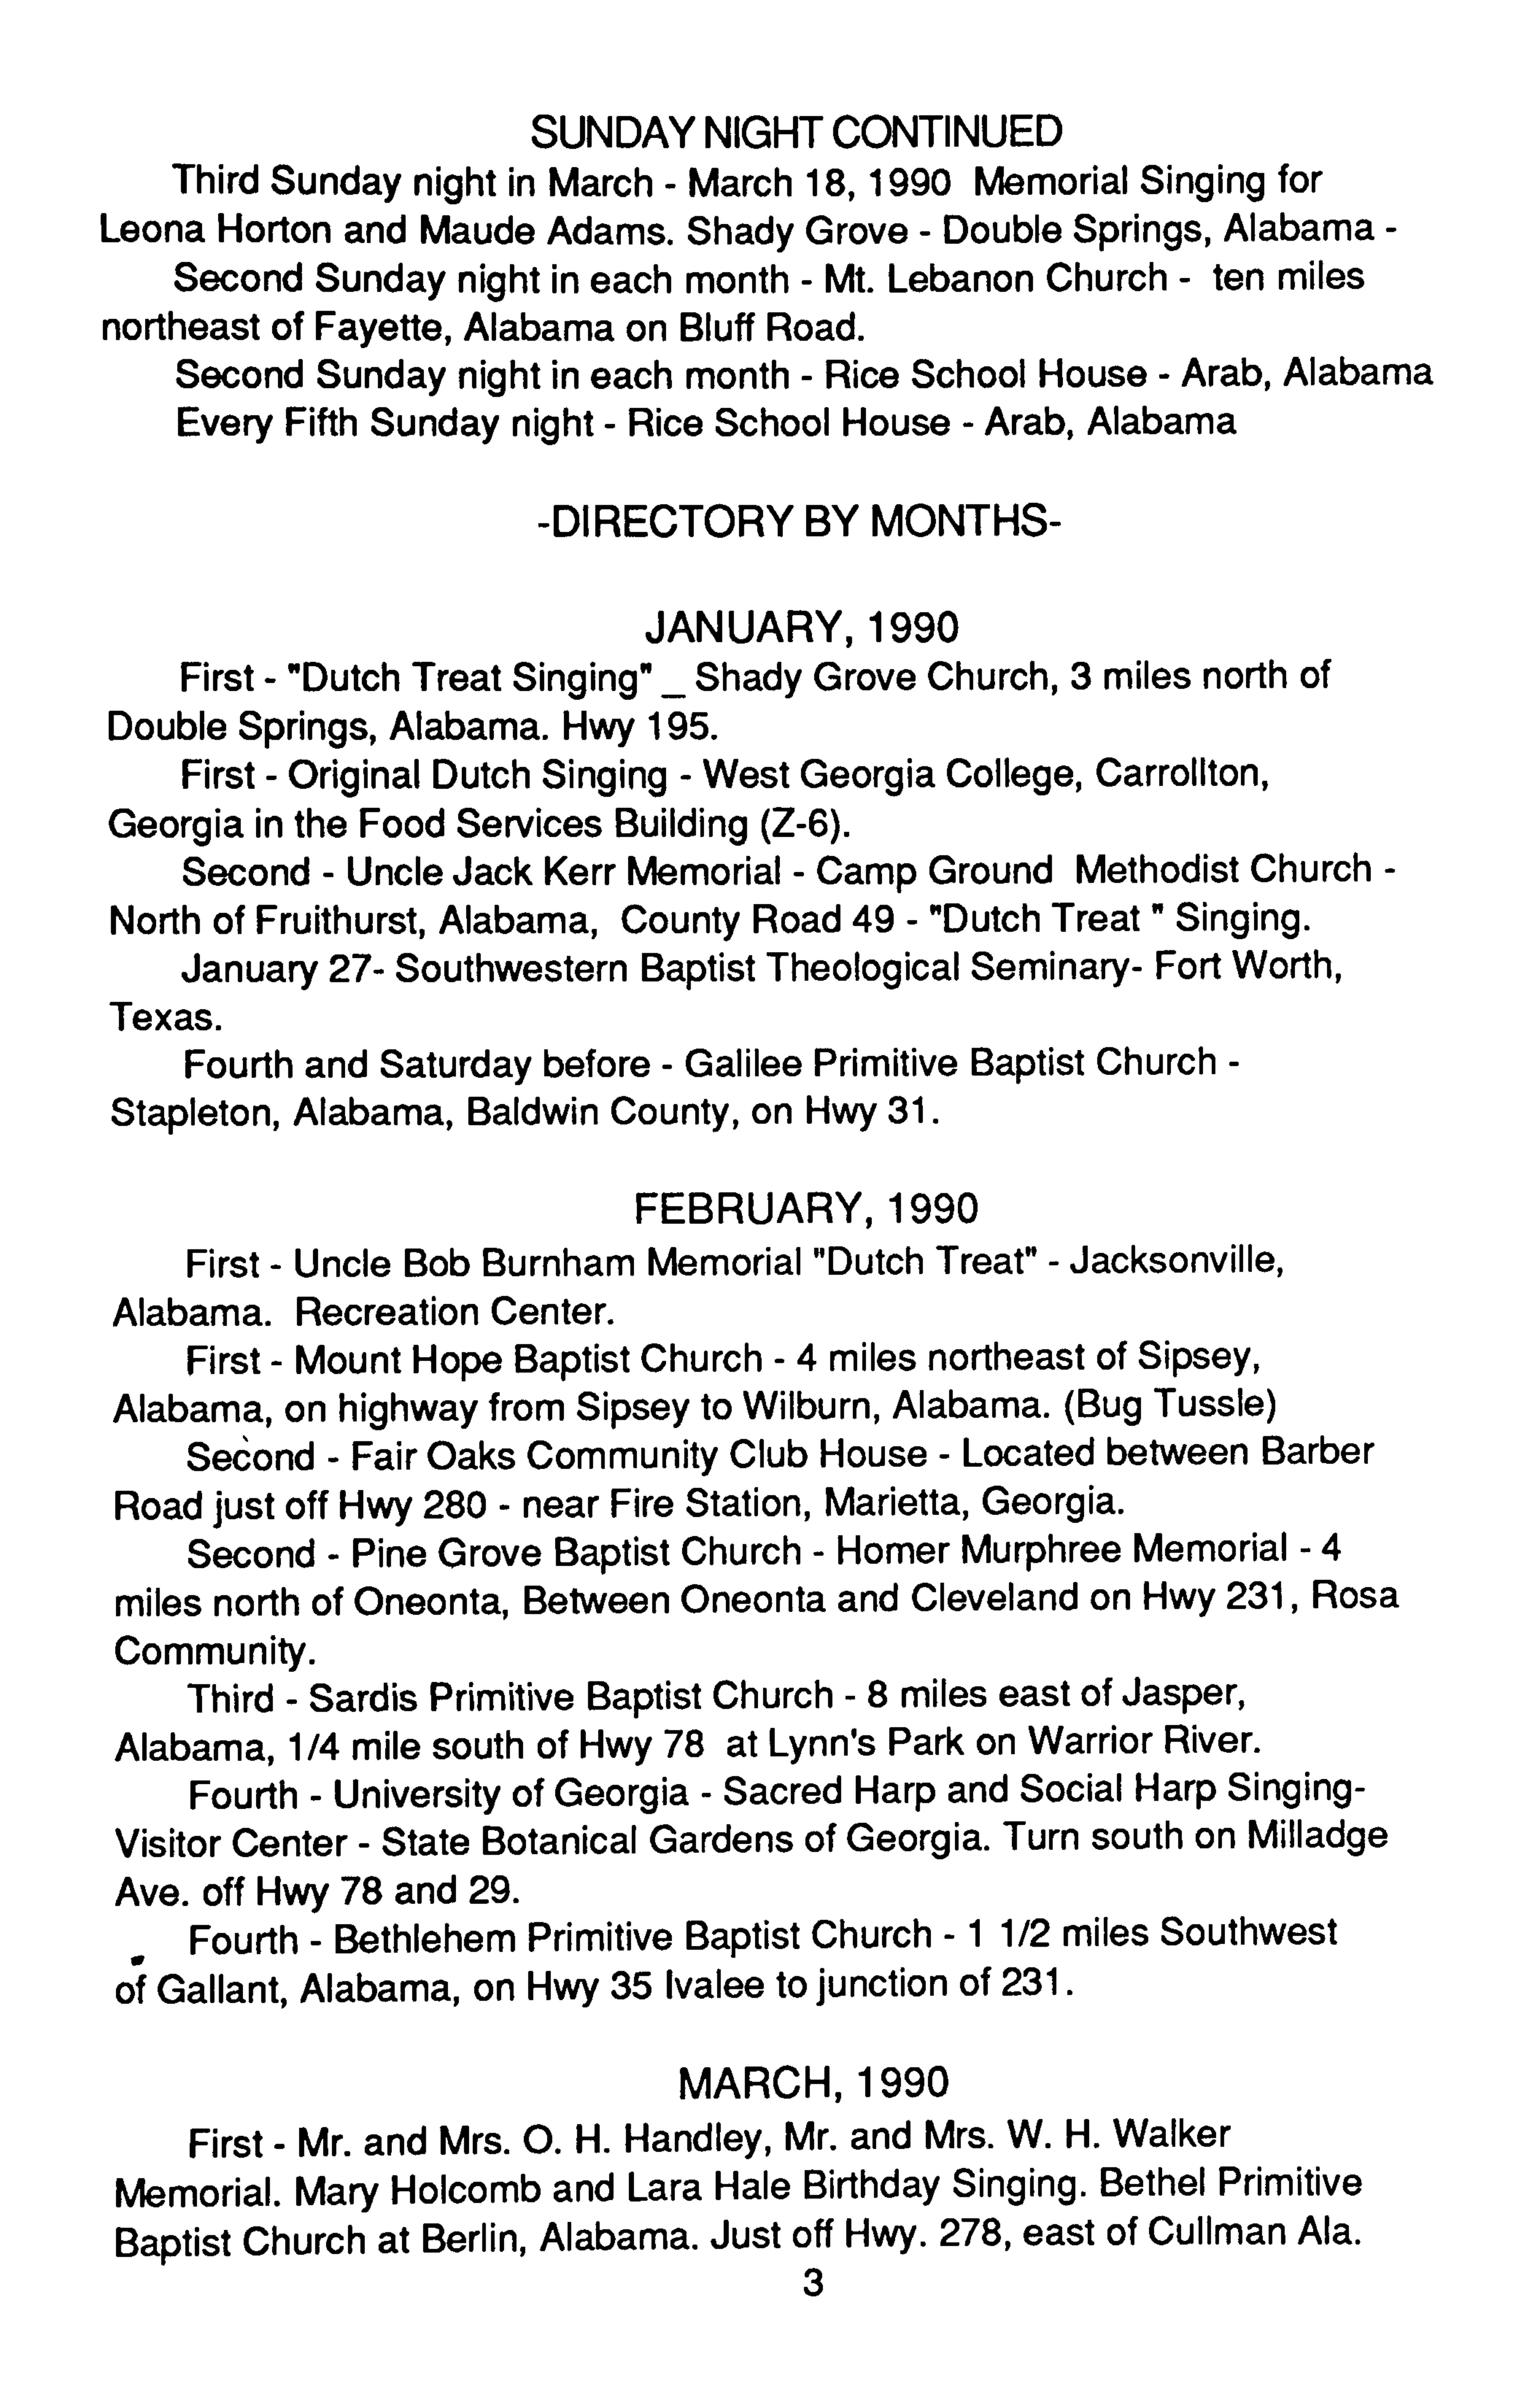 SUNDAY NIGHT CONTINUED
Third Sunday night in March - March 18, 1990 Memorial Singing for
Leona Horton and Maude Adams. Shady Grove - Double Springs, Alabama -
Second Sunday night in each month - Mt. Lebanon Church - ten miles
northeast of Fayette, Alabama on Bluff Road.
Second Sunday night in each month - Rice School House - Arab, Alabama
Every Fifth Sunday night - Rice School House - Arab, Alabama
-DIRECTORY BY MONTHS-
JANUARY, 1990
First - "Dutch Treat Singing" _ Shady Grove Church, 3 miles north of
Double Springs, Alabama. Hwy 195.
First - Original Dutch Singing - West Georgia College, Carrollton,
Georgia in the Food Services Building (Z-6).
Second - Uncle Jack Kerr Memorial - Camp Ground Methodist Church -
North of Fruithurst, Alabama, County Road 49 - "Dutch Treat " Singing.
January 27- Southwestern Baptist Theological Seminary- Fort Worth,
Texas.
Fourth and Saturday before - Galilee Primitive Baptist Church -
Stapleton, Alabama, Baldwin County, on Hwy 31.
FEBRUARY, 1990
First - Uncle Bob Burnham Memorial "Dutch Treat" - Jacksonville,
Alabama. Recreation Center.
First - Mount Hope Baptist Church - 4 miles northeast of Sipsey,
Alabama, on highway from Sipsey to Wilburn, Alabama. (Bug Tussle)
Second - Fair Oaks Community Club House - Located between Barber
Road just off Hwy 280 - near Fire Station, Marietta, Georgia.
Second - Pine Grove Baptist Church - Homer Murphree Memorial - 4
miles north of Oneonta, Between Oneonta and Cleveland on Hwy 231, Rosa
Community.
Third - Sardis Primitive Baptist Church - 8 miles east of Jasper,
Alabama, 1/4 mile south of Hwy 78 at Lynn's Park on Warrior River.
Fourth - University of Georgia - Sacred Harp and Social Harp Singing-
Visitor Center - State Botanical Gardens of Georgia. Turn south on Milladge
Ave. off Hwy 78 and 29.
Fourth - Bethlehem Primitive Baptist Church - 1 1/2 miles Southwest
of Gallant, Alabama, on Hwy 35 Ivalee to junction of 231.
MARCH, 1990
First - Mr. and Mrs. O. H. Handley, Mr. and Mrs. W. H. Walker
Memorial. Mary Holcomb and Lara Hale Birthday Singing. Bethel Primitive
Baptist Church at Berlin, Alabama. Just off Hwy. 278, east of Cullman Ala.
3